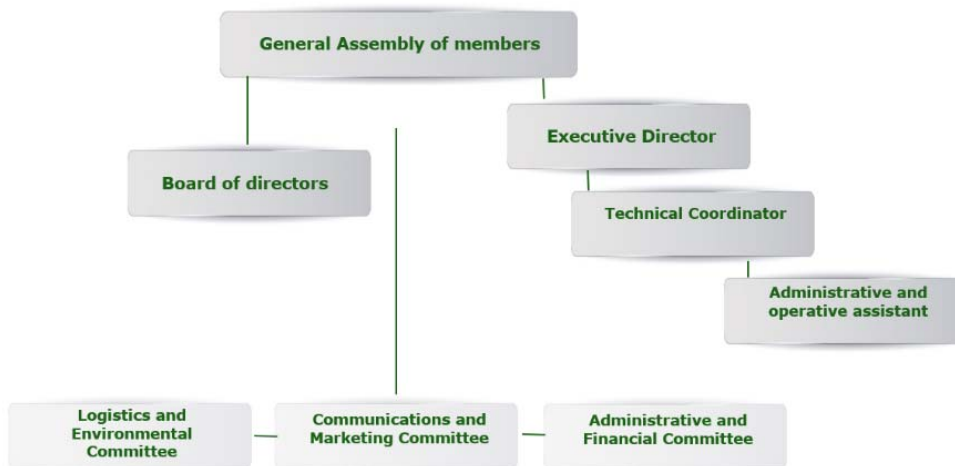 General Assembly of members
Executive Director
Board of directors
Technical Coordinator
Administrative and
operative assistant
Logistics and
Environmental
Committee
Communications and
Marketing Committee
Administrative and
Financial Committee